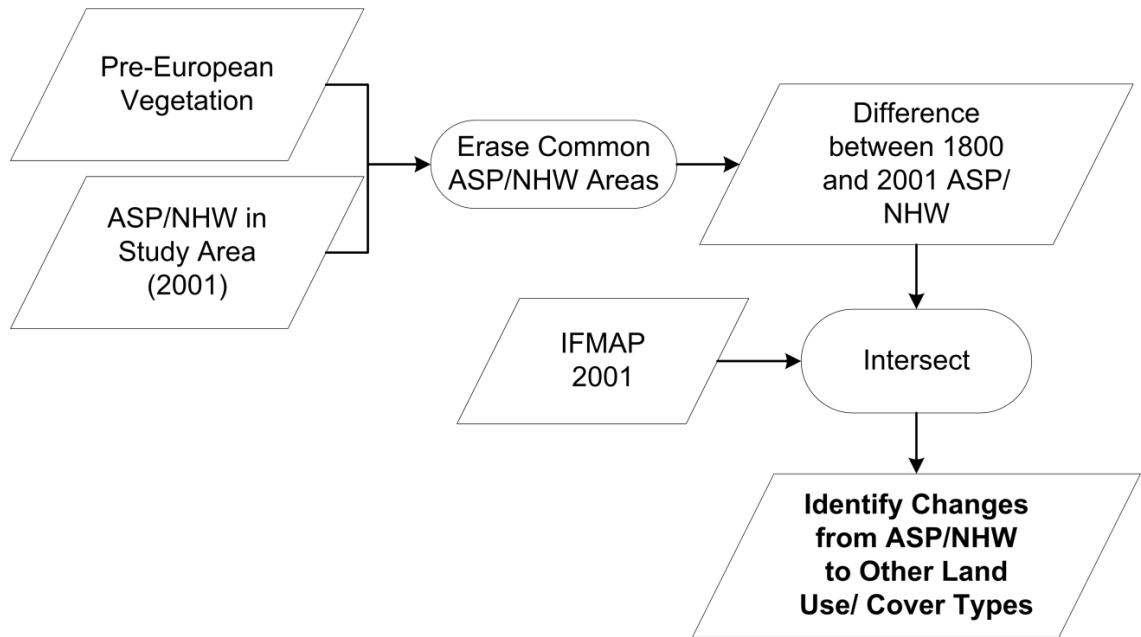 Pre-European
Vegetation
ASP/NHW in
Study Area
(2001)
Erase Common
ASP/NHW Areas
Difference
between 1800
and 2001 ASP/
NHW
IFMAP
2001
Intersect
Identify Changes
from ASP/NHW
to Other Land
Use/ Cover Types